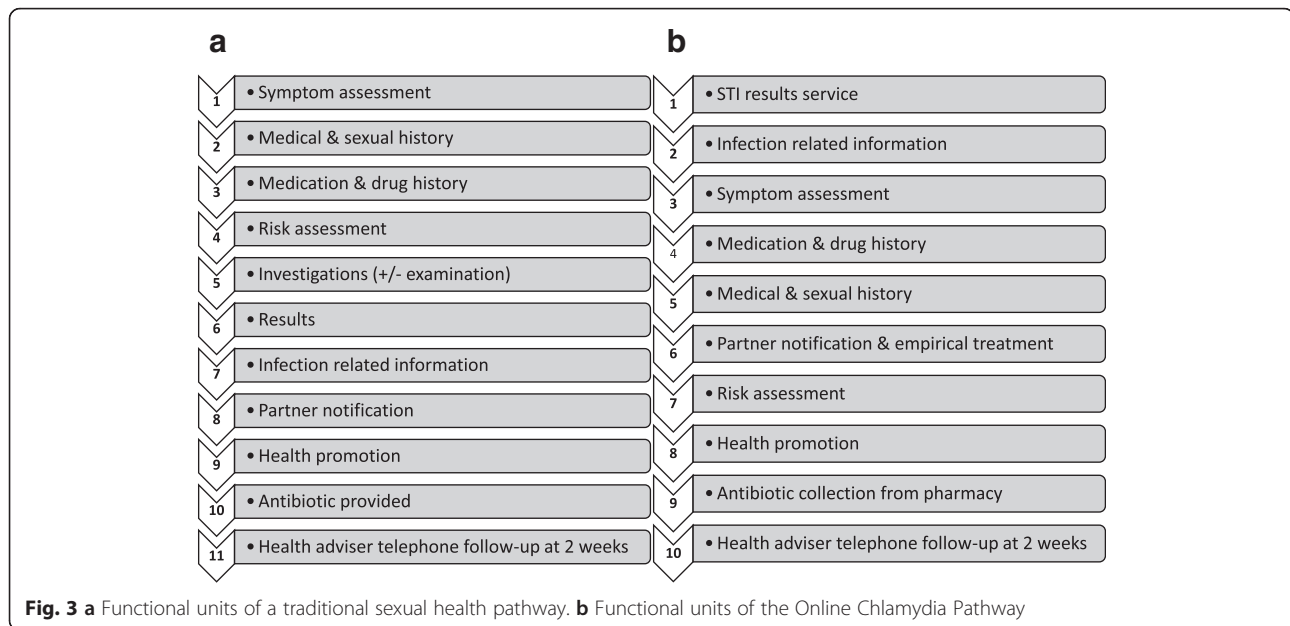 a
1
• Symptom assessment
2
• Medical & sexual history
3
• Medication & drug history
4
• Risk assessment
5
• Investigations (+/- examination)
6
• Results
7
• Infection related information
8
• Partner notification
9
• Health promotion
10
• Antibiotic provided
11
• Health adviser telephone follow-up at 2 weeks
b
1
• STI results service
2
• Infection related information
3
• Symptom assessment
4
• Medication & drug history
5
• Medical & sexual history
6
• Partner notification & empirical treatment
7
• Risk assessment
8
• Health promotion
9
• Antibiotic collection from pharmacy
10
• Health adviser telephone follow-up at 2 weeks
Fig. 3 a Functional units of a traditional sexual health pathway. b Functional units of the Online Chlamydia Pathway